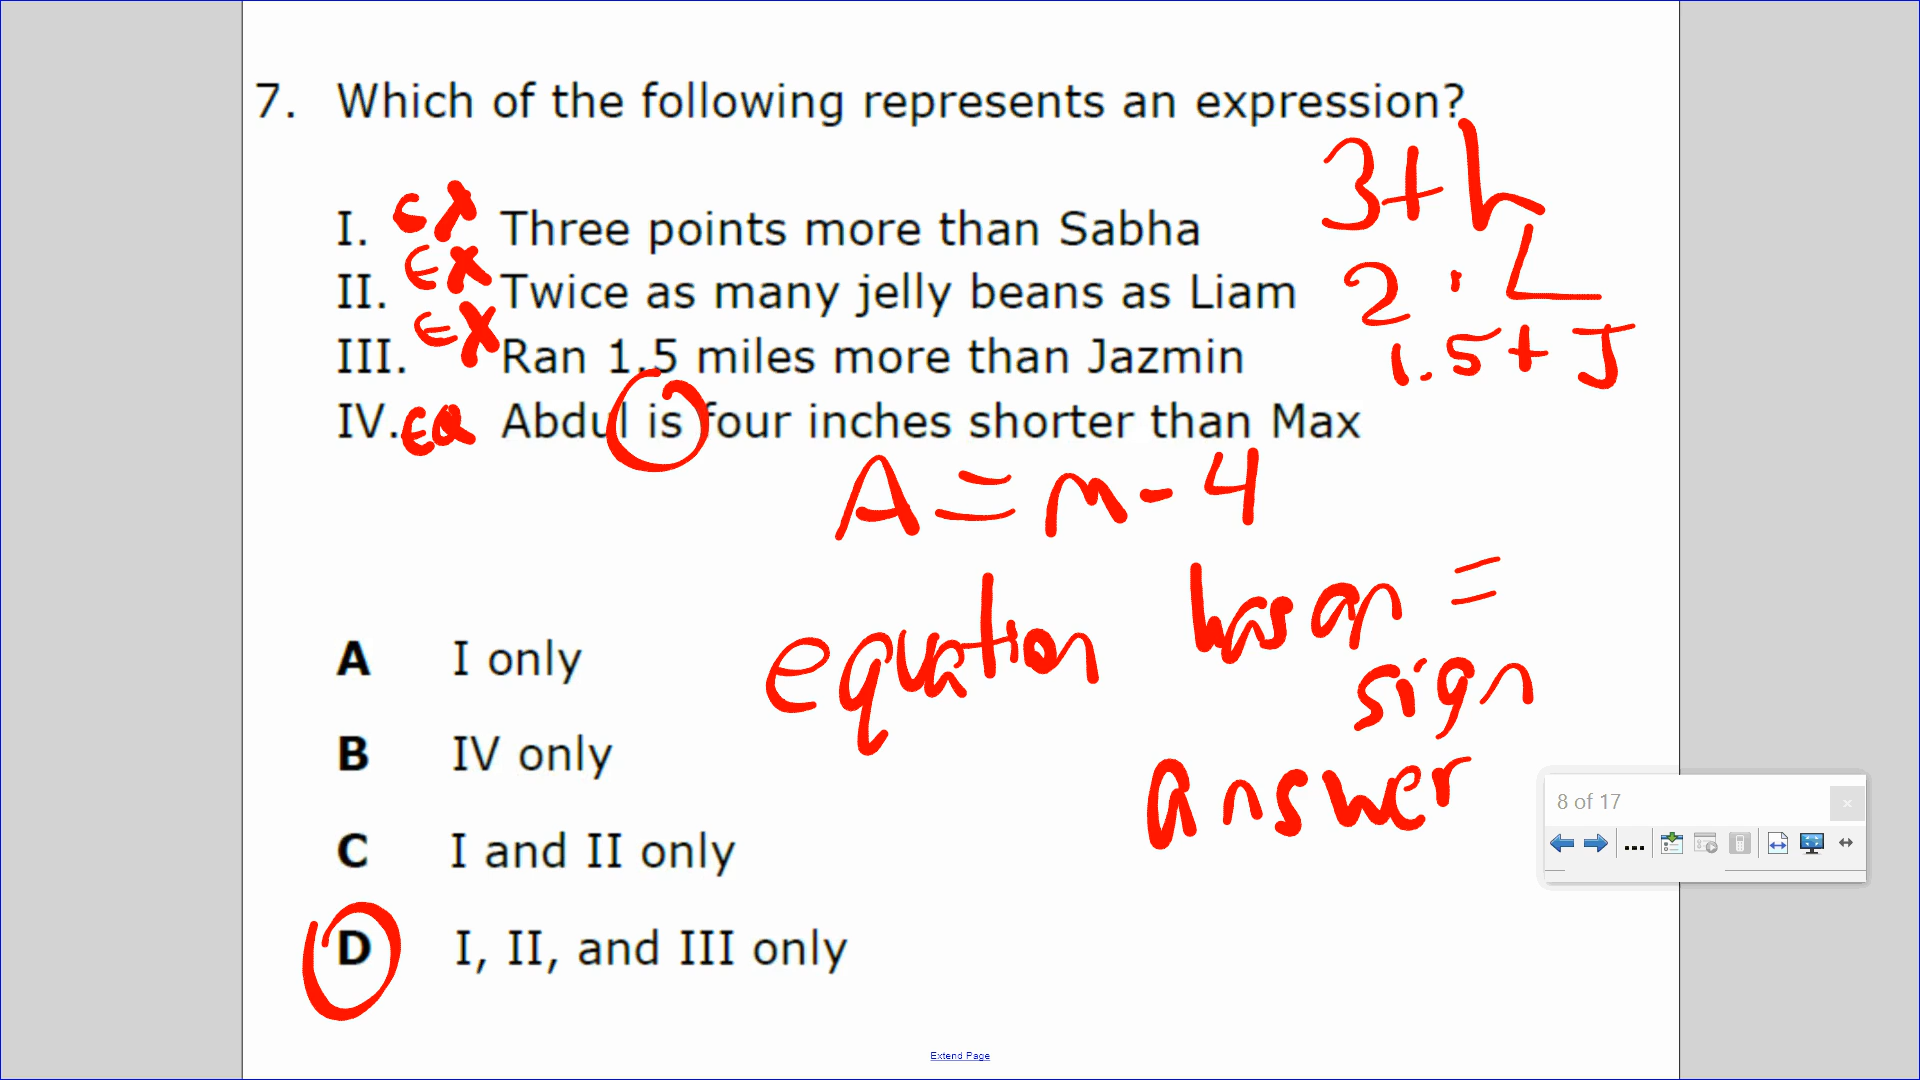 7. Which of the following represents an expression?
3 + h
I. EX Three points more than Sabha
II. EX Twice as many jelly beans as Liam
2 · L
III. EX Ran 1.5 miles more than Jazmin
1.5 + J
IV. EQ Abdul is four inches shorter than Max
A = m - 4
equation has an = sign
answer
A I only
B IV only
C I and II only
D I, II, and III only
8 of 17
Extend Page